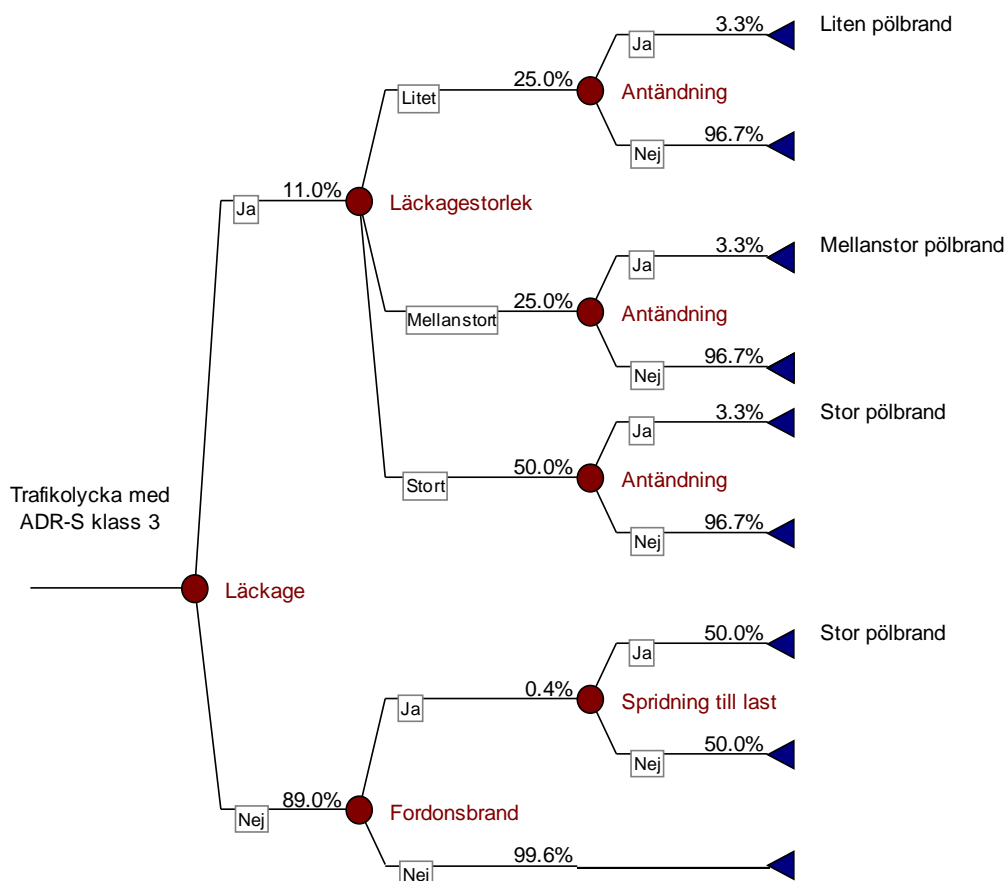 3.3%
Liten pölbrand
Ja
25.0%
Litet
Antändning
96.7%
Nej
11.0%
Ja
Läckagestorlek
3.3%
Mellanstor pölbrand
Ja
25.0%
Mellanstort
Antändning
96.7%
Nej
3.3%
Stor pölbrand
Ja
50.0%
Stort
Antändning
Trafikolycka med
ADR-S klass 3
96.7%
Nej
Läckage
50.0%
Stor pölbrand
Ja
0.4%
Ja
Spridning till last
50.0%
Nej
89.0%
Nej
Fordonsbrand
99.6%
Nej